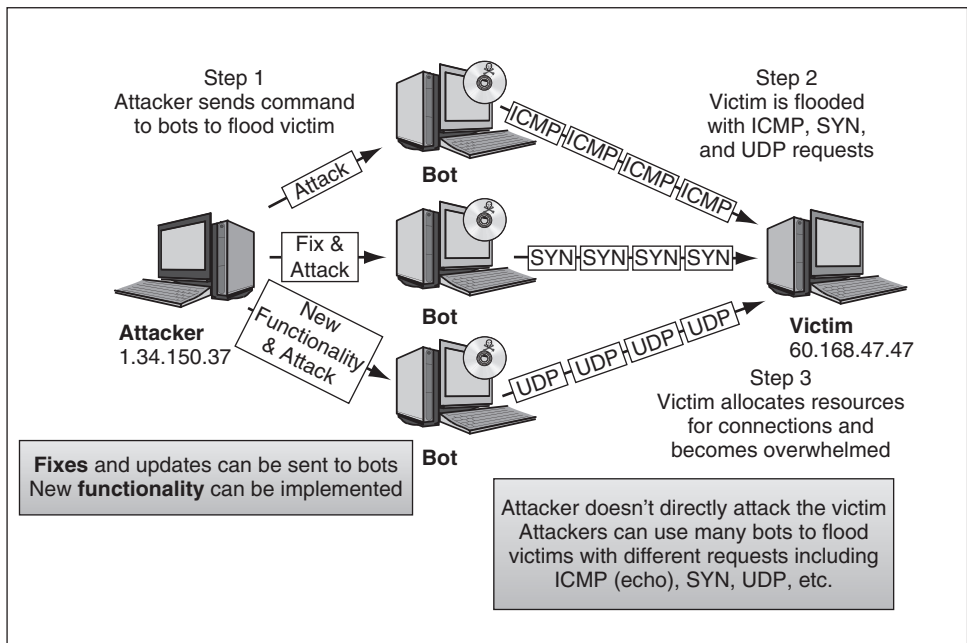 Step 1
Attacker sends command
to bots to flood victim
Step 2
Victim is flooded
with ICMP, SYN,
and UDP requests
Attack
Bot
ICMP ICMP ICMP ICMP
Fix &
Attack
Bot
SYN SYN SYN SYN
New
Functionality
& Attack
Bot
UDP UDP UDP UDP
Attacker
1.34.150.37
Victim
60.168.47.47
Step 3
Victim allocates resources
for connections and
becomes overwhelmed
Fixes and updates can be sent to bots
New functionality can be implemented
Attacker doesn’t directly attack the victim
Attackers can use many bots to flood
victims with different requests including
ICMP (echo), SYN, UDP, etc.